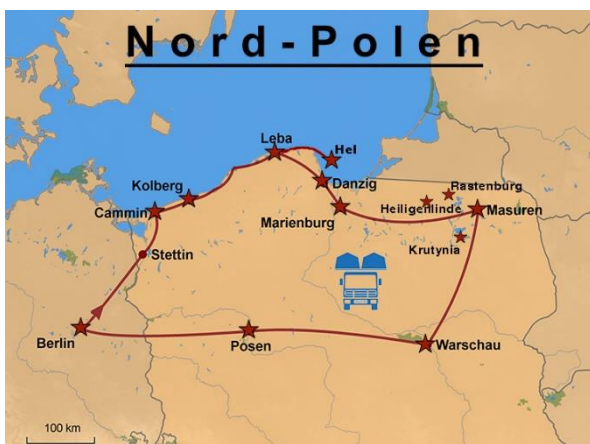 Nord-Polen
Leba
Hel
Kolberg
Danzig
Rastenburg
Cammin
Heiligenlinde
Masuren
Marienburg
Stettin
Krutynia
Berlin
Posen
Warschau
100 km